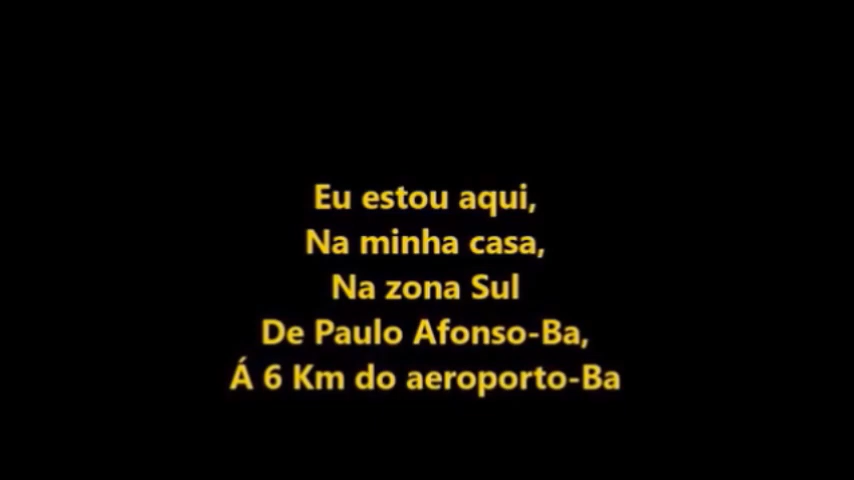 Eu estou aqui,
Na minha casa,
Na zona Sul
De Paulo Afonso-Ba,
Á 6 Km do aeroporto-Ba